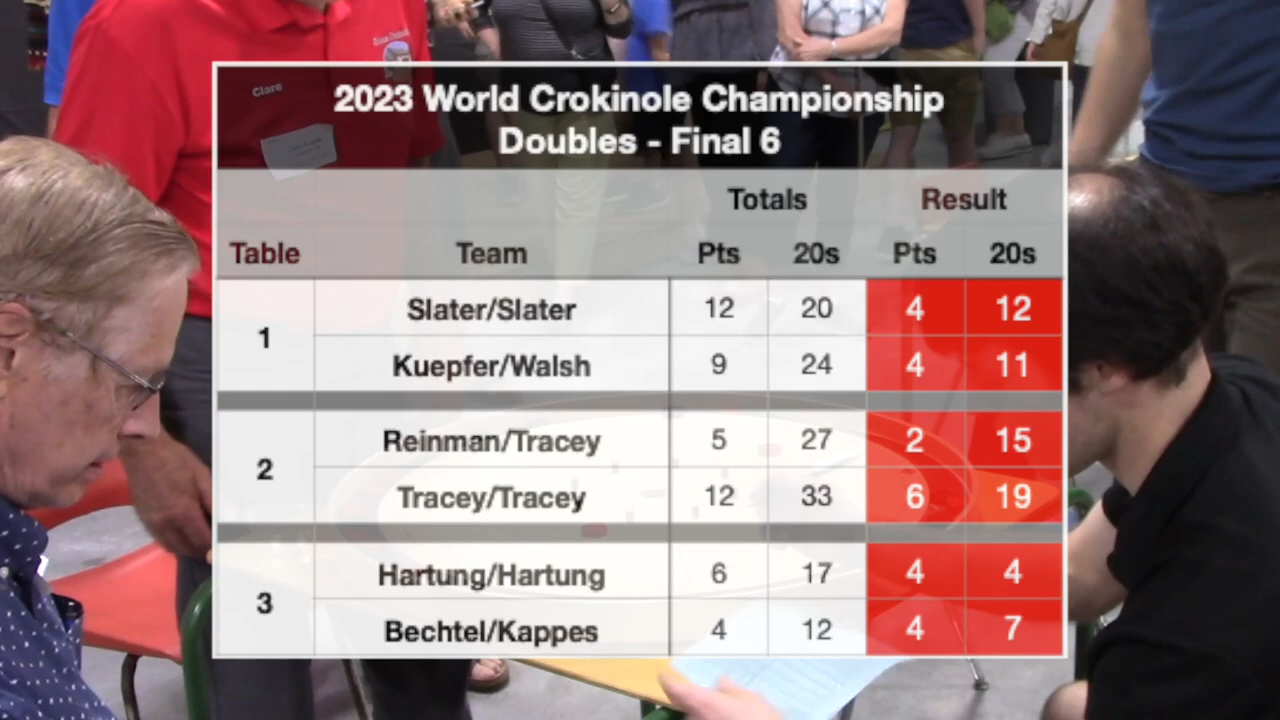 Clare
2023 World Crokinole Championship
Doubles - Final 6
Totals Result
Table Team Pts 20s Pts 20s
1
Slater/Slater 12 20 4 12
Kuepfer/Walsh 9 24 4 11
2
Reinman/Tracey 5 27 2 15
Tracey/Tracey 12 33 6 19
3
Hartung/Hartung 6 17 4 4
Bechtel/Kappes 4 12 4 7